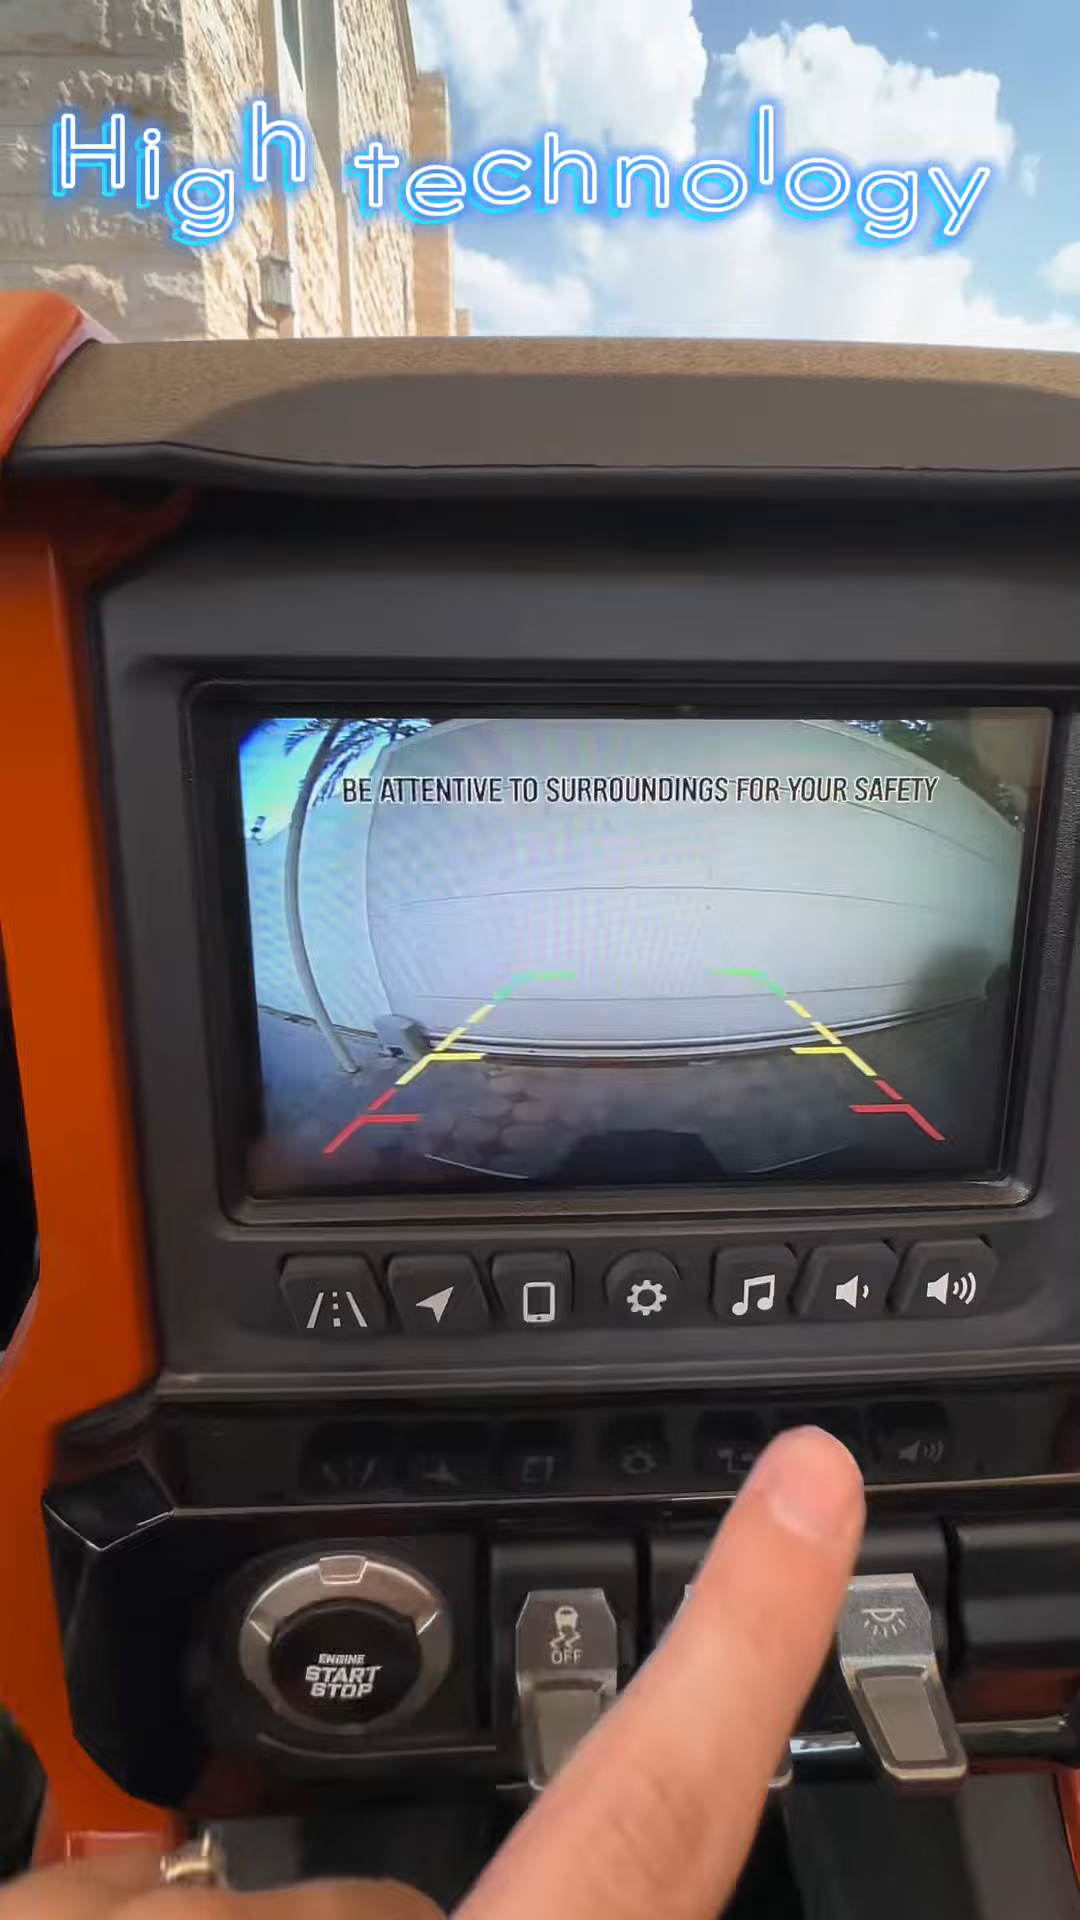 High technology
BE ATTENTIVE TO SURROUNDINGS FOR YOUR SAFETY
ENGINE
START
STOP
OFF